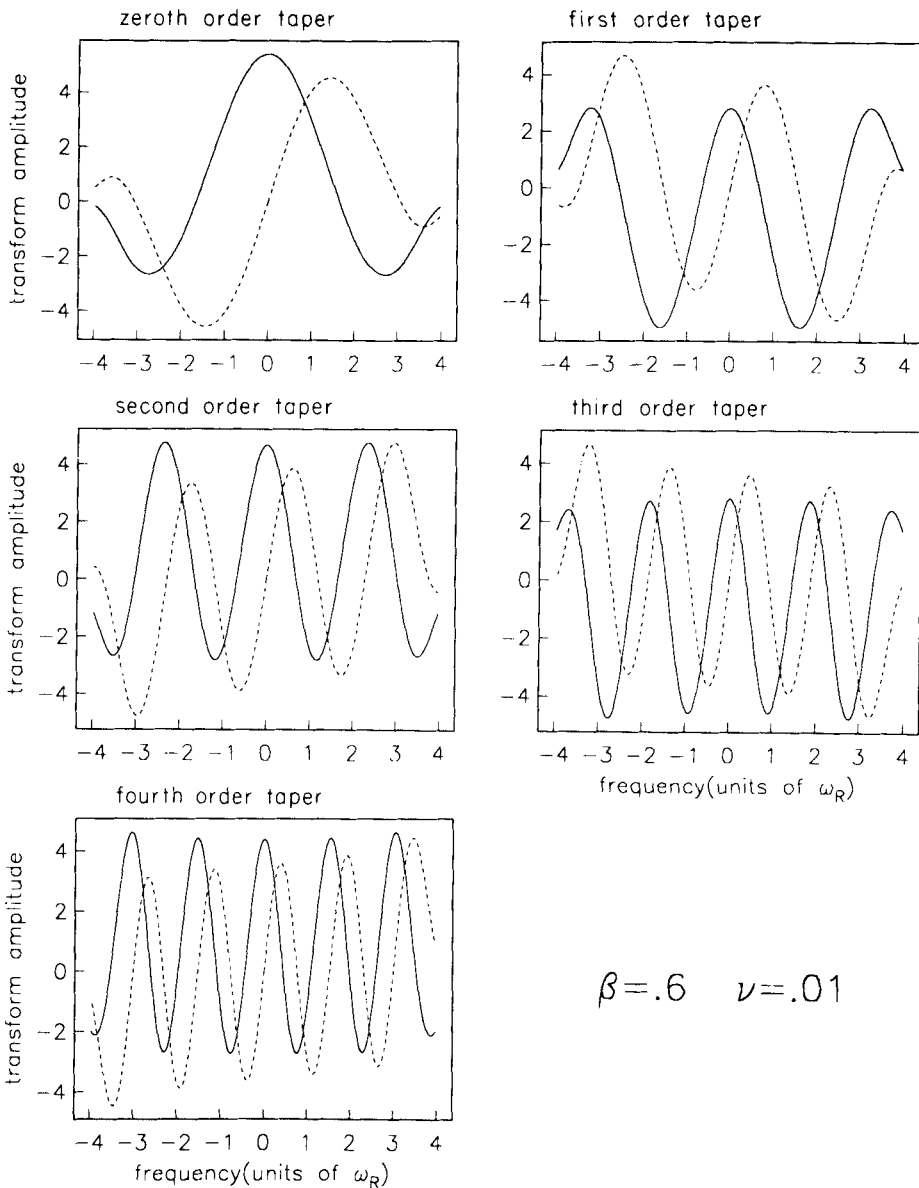 zeroth order taper
first order taper
transform amplitude
4
2
0
−2
−4
−4 −3 −2 −1 0 1 2 3 4
4
2
0
−2
−4
−4 −3 −2 −1 0 1 2 3 4
second order taper
third order taper
transform amplitude
4
2
0
−2
−4
−4 −3 −2 −1 0 1 2 3 4
4
2
0
−2
−4
−4 −3 −2 −1 0 1 2 3 4
frequency(units of ω_R)
fourth order taper
transform amplitude
4
2
0
−2
−4
−4 −3 −2 −1 0 1 2 3 4
frequency(units of ω_R)
β=.6 ν=.01